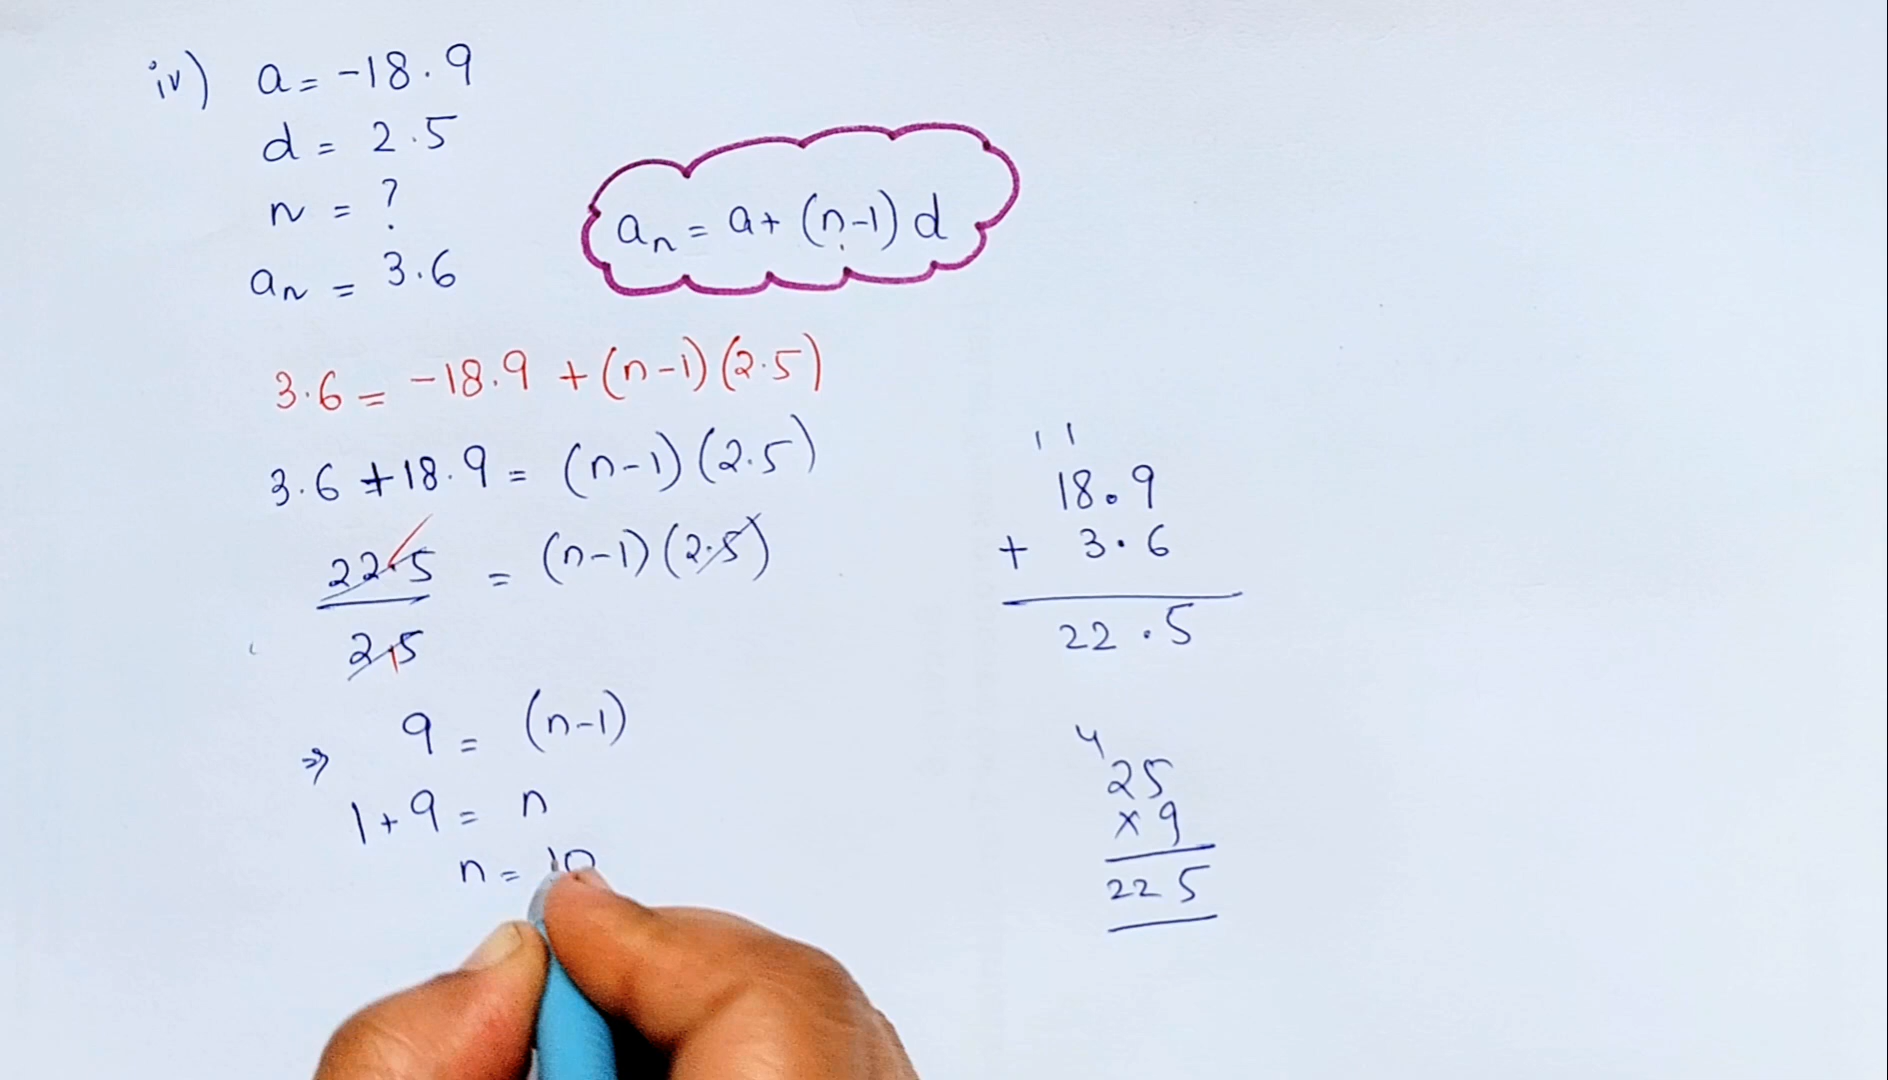 iv) a = -18.9
d = 2.5
n = ?
an = 3.6
an = a + (n-1) d
3.6 = -18.9 + (n-1) (2.5)
3.6 + 18.9 = (n-1) (2.5)
22.5 = (n-1) (2.5)
2.5
⇒ 9 = (n-1)
1 + 9 = n
n = 10
1 1
18.9
+ 3.6
22.5
4
25
x 9
225